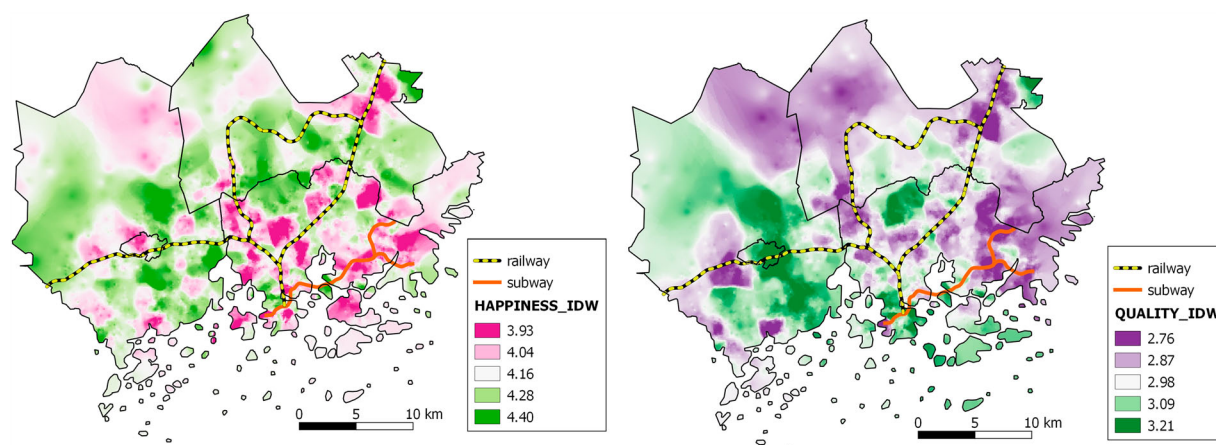 railway
subway
HAPPINESS_IDW
3.93
4.04
4.16
4.28
4.40
0 5 10 km
railway
subway
QUALITY_IDW
2.76
2.87
2.98
3.09
3.21
0 5 10 km